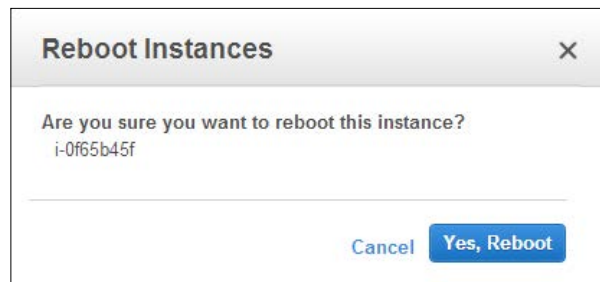 Reboot Instances
Are you sure you want to reboot this instance?
i-0f65b45f
Cancel Yes, Reboot